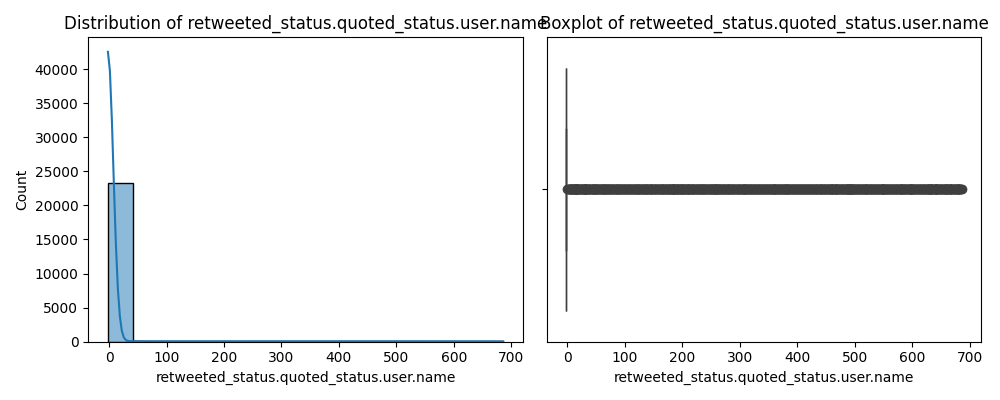 Distribution of retweeted_status.quoted_status.user.name
Boxplot of retweeted_status.quoted_status.user.name
Count
40000
35000
30000
25000
20000
15000
10000
5000
0
0 100 200 300 400 500 600 700
retweeted_status.quoted_status.user.name
0 100 200 300 400 500 600 700
retweeted_status.quoted_status.user.name